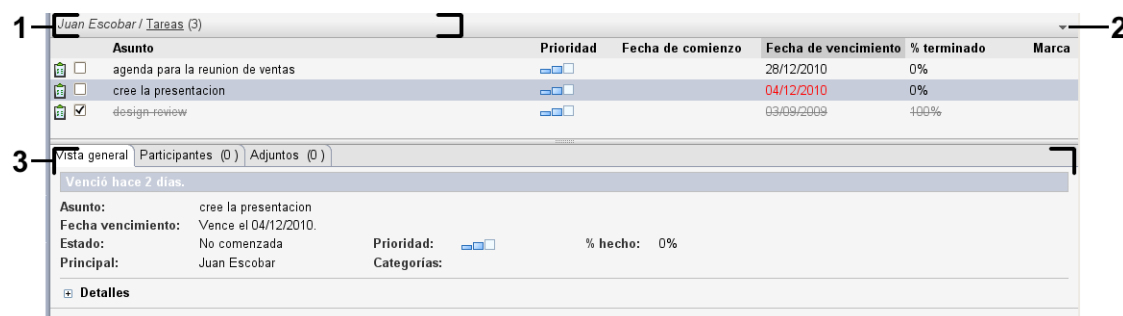 1 Juan Escobar / Tareas (3) 2
Asunto Prioridad Fecha de comienzo Fecha de vencimiento % terminado Marca
agenda para la reunion de ventas 28/12/2010 0%
cree la presentacion 04/12/2010 0%
design review 03/09/2009 100%
3 Vista general Participantes (0) Adjuntos (0)
Venció hace 2 días.
Asunto: cree la presentacion
Fecha vencimiento: Vence el 04/12/2010.
Estado: No comenzada Prioridad: % hecho: 0%
Principal: Juan Escobar Categorías:
Detalles